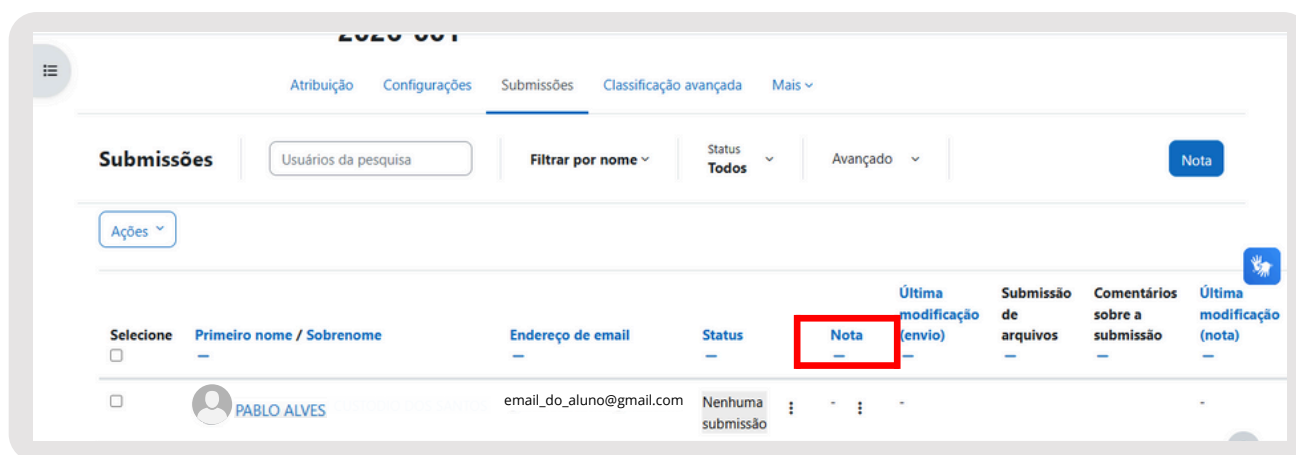 Atribuição Configurações Submissões Classificação avançada Mais
Submissões Usuários da pesquisa Filtrar por nome Status Todos Avançado Nota
Ações
Selecione Primeiro nome / Sobrenome Endereço de email Status Nota Última modificação (envio) Submissão de arquivos Comentários sobre a submissão Última modificação (nota)
PABLO ALVES email_do_aluno@gmail.com Nenhuma submissão - - -